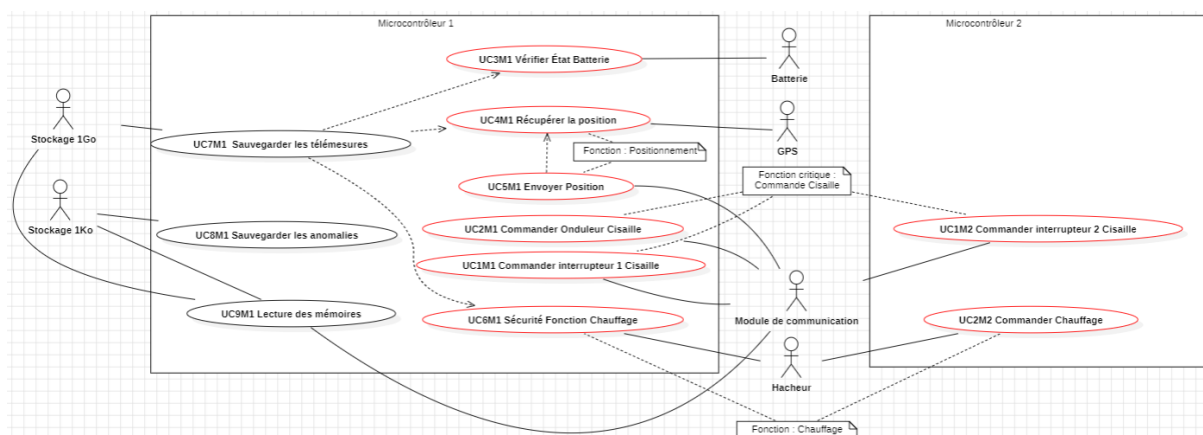 Microcontrôleur 1
Microcontrôleur 2
UC3M1 Vérifier État Batterie
Batterie
Stockage 1Go
UC4M1 Récupérer la position
GPS
UC7M1 Sauvegarder les télémesures
Fonction : Positionnement
Fonction critique :
Commande Cisaille
UC5M1 Envoyer Position
Stockage 1Ko
UC8M1 Sauvegarder les anomalies
UC2M1 Commander Onduleur Cisaille
UC1M2 Commander interrupteur 2 Cisaille
UC1M1 Commander interrupteur 1 Cisaille
UC9M1 Lecture des mémoires
UC6M1 Sécurité Fonction Chauffage
Module de communication
UC2M2 Commander Chauffage
Hacheur
Fonction : Chauffage